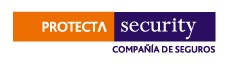 PROTECTA security
COMPAÑÍA DE SEGUROS